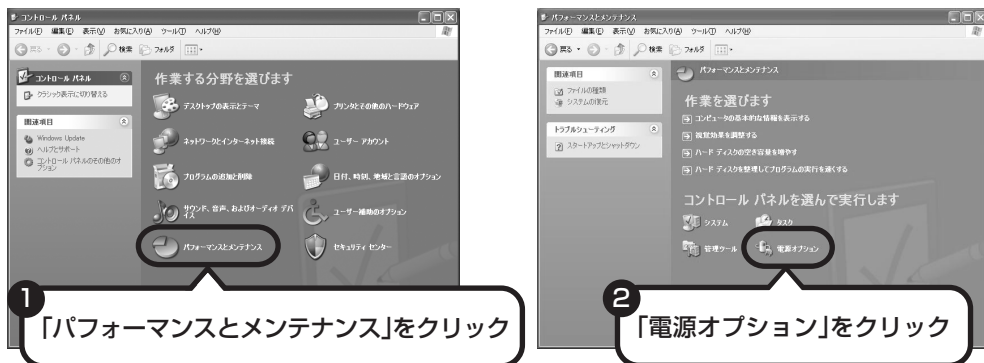 コントロール パネル
ファイル(F) 編集(E) 表示(V) お気に入り(A) ツール(T) ヘルプ(H)
戻る 検索 フォルダ
コントロール パネル
クラシック表示に切り替える
関連項目
Windows Update
ヘルプとサポート
コントロール パネルのその他のオ
プション
作業する分野を選びます
デスクトップの表示とテーマ
プリンタとその他のハードウェア
ネットワークとインターネット接続
ユーザー アカウント
プログラムの追加と削除
日付、時刻、地域と言語のオプション
サウンド、音声、およびオーディオ デバ
イス
ユーザー補助のオプション
パフォーマンスとメンテナンス
セキュリティ センター
1
「パフォーマンスとメンテナンス」をクリック
パフォーマンスとメンテナンス
ファイル(F) 編集(E) 表示(V) お気に入り(A) ツール(T) ヘルプ(H)
戻る 検索 フォルダ
関連項目
ファイルの種類
システムの復元
トラブルシューティング
スタートアップとシャットダウン
パフォーマンスとメンテナンス
作業を選びます
コンピュータの基本的な情報を表示する
視覚効果を調整する
ハード ディスクの空き容量を増やす
ハード ディスクを整理してプログラムの実行を速くする
コントロール パネルを選んで実行します
システム
タスク
管理ツール
電源オプション
2
「電源オプション」をクリック